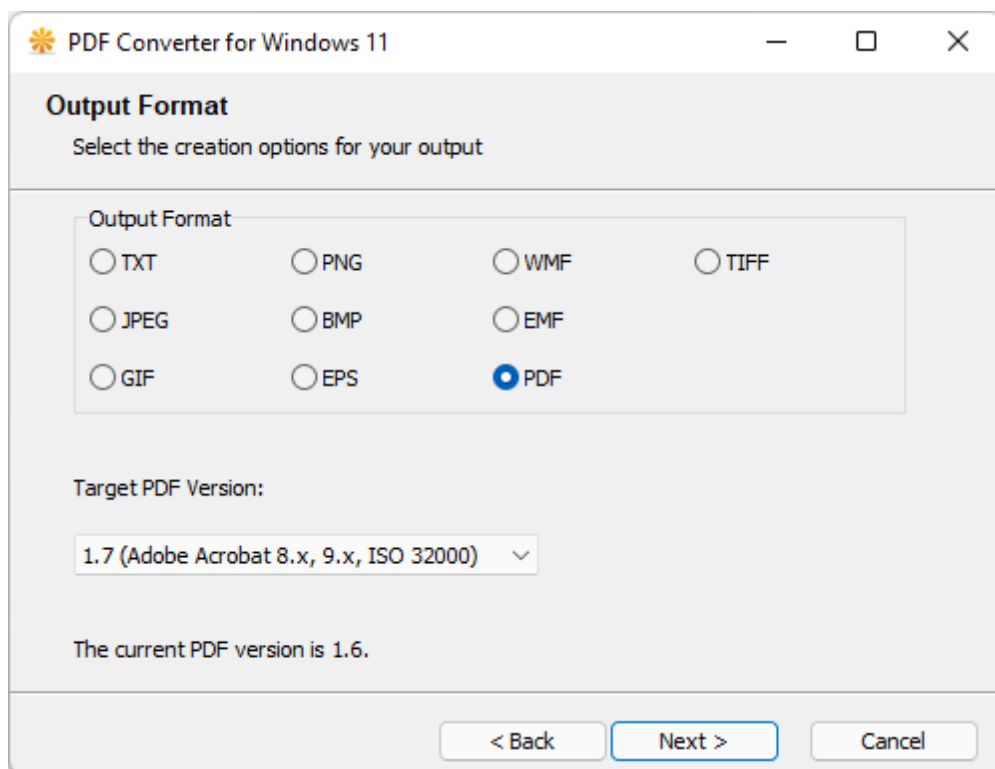 PDF Converter for Windows 11
Output Format
Select the creation options for your output
Output Format
TXT PNG WMF TIFF
JPEG BMP EMF
GIF EPS PDF
Target PDF Version:
1.7 (Adobe Acrobat 8.x, 9.x, ISO 32000)
The current PDF version is 1.6.
< Back Next > Cancel